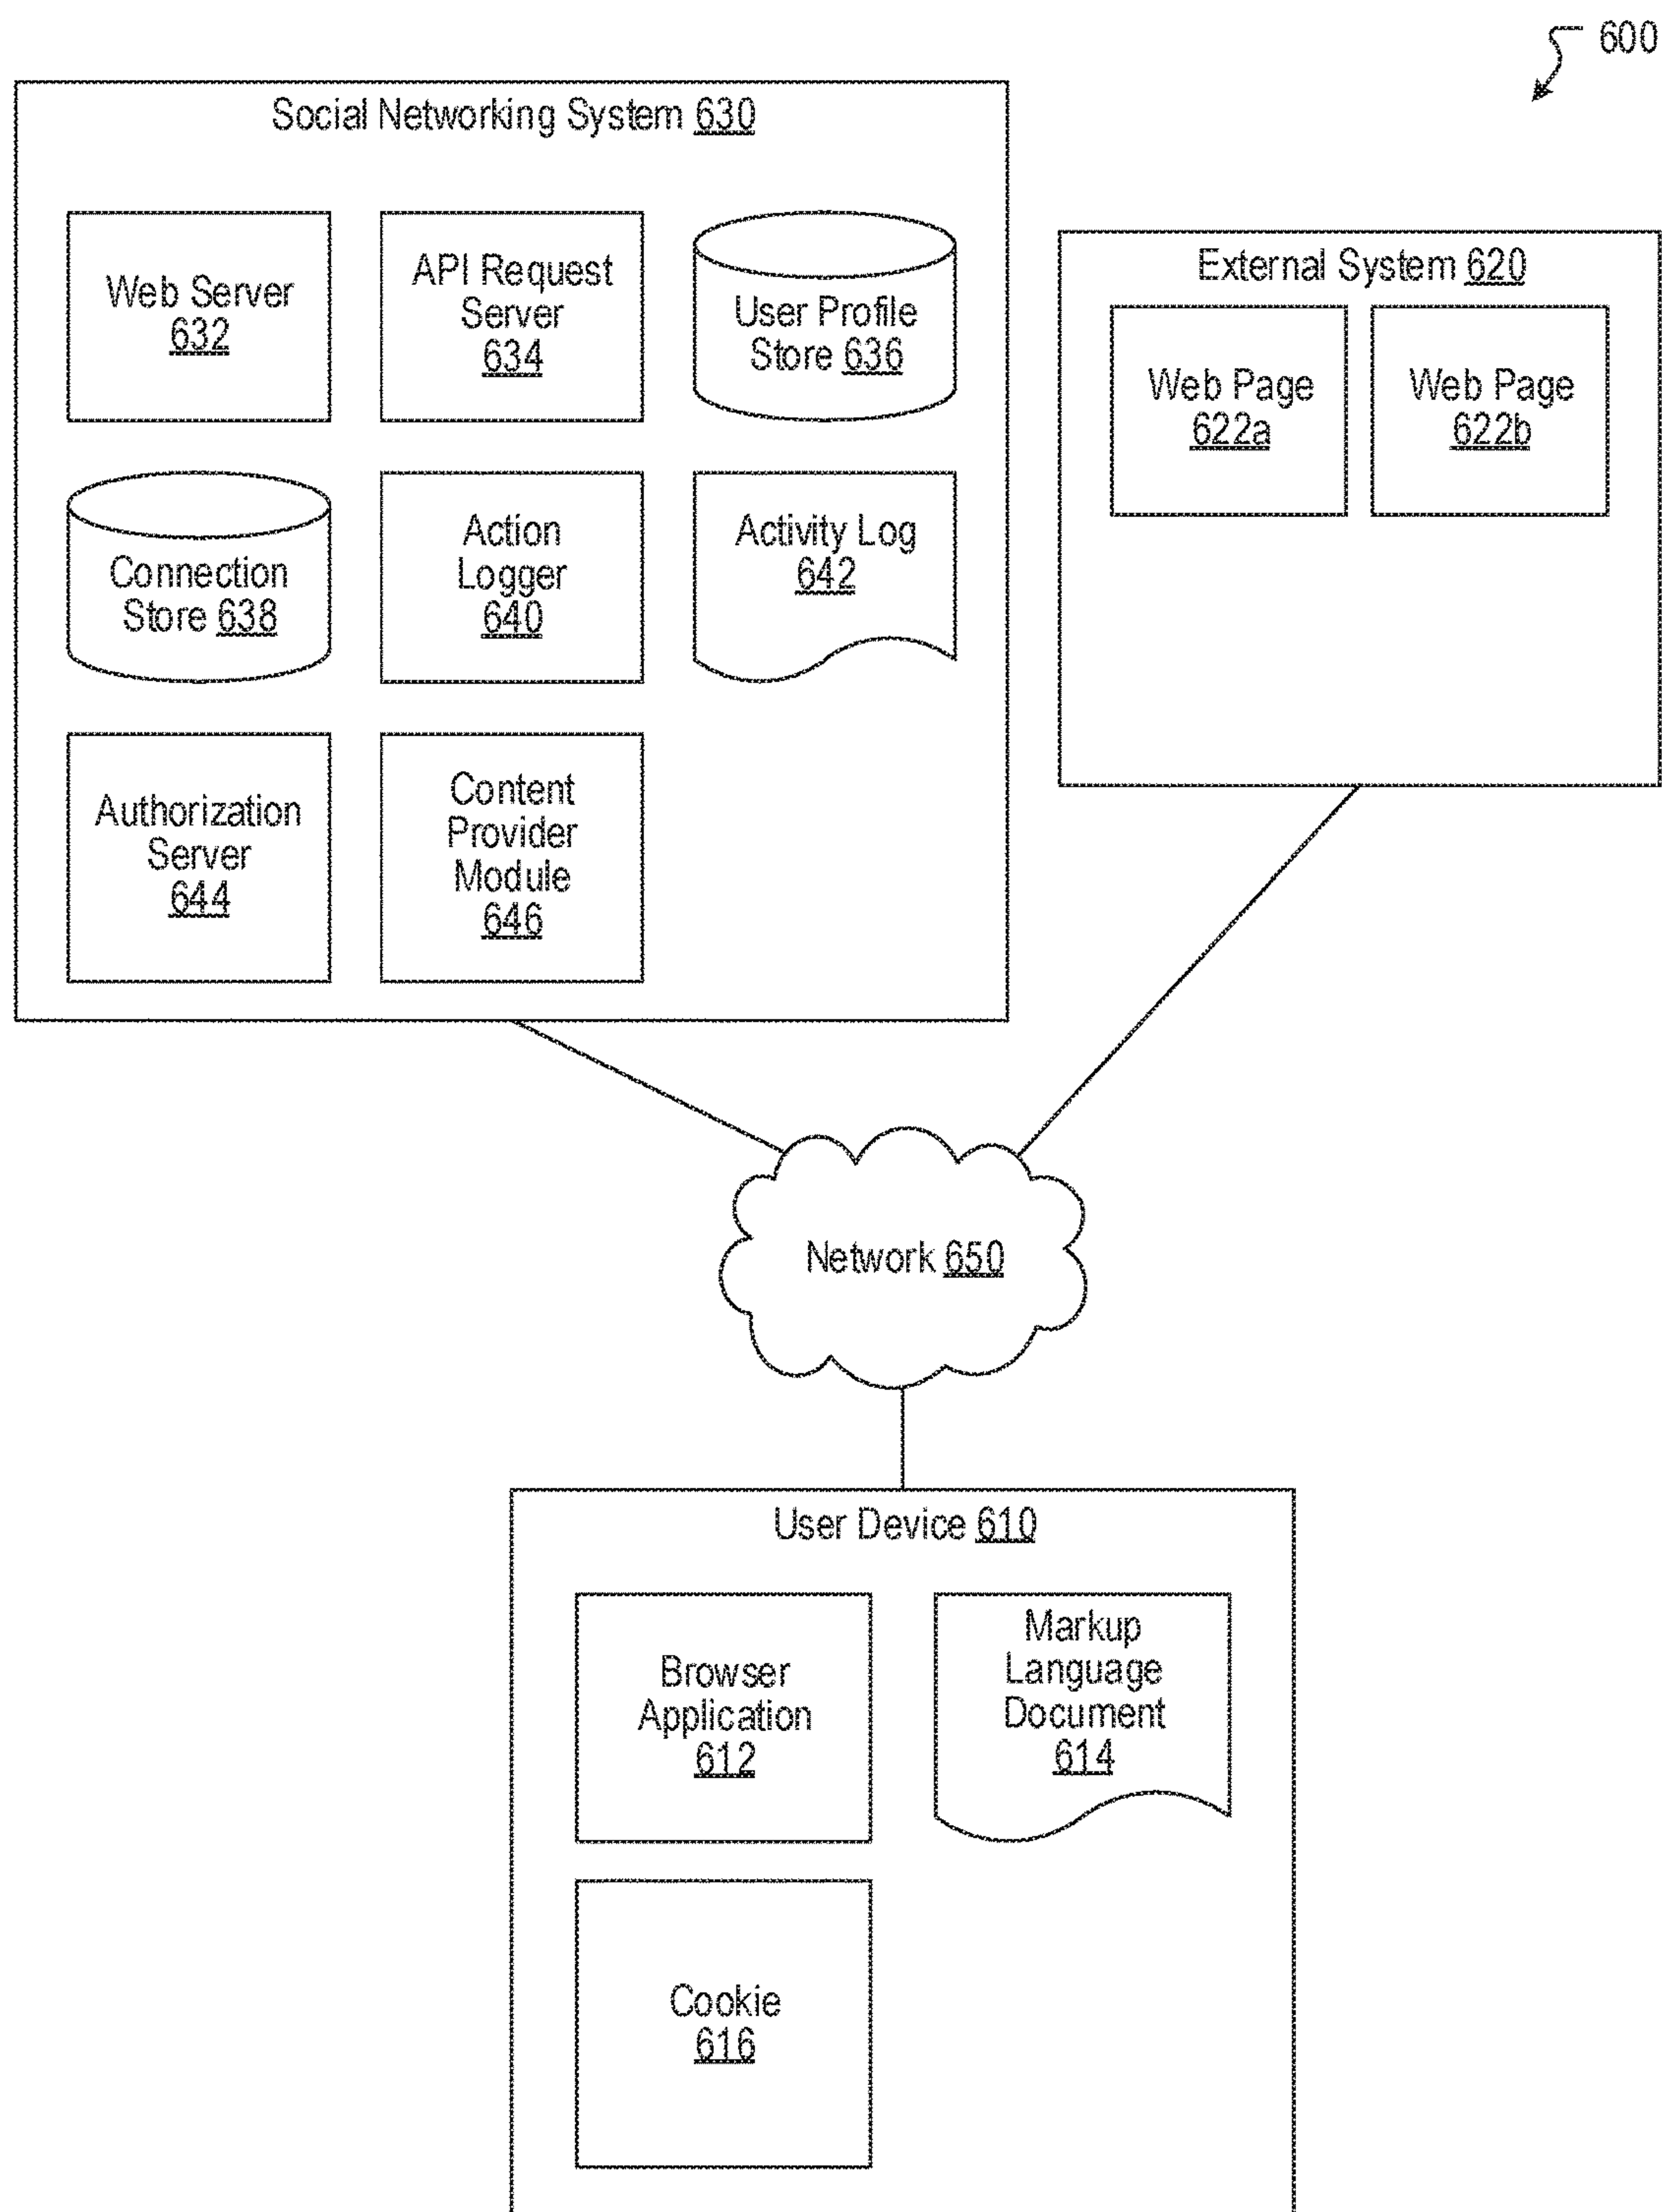 600
Social Networking System 630
Web Server
632
API Request
Server
634
User Profile
Store 636
Connection
Store 638
Action
Logger
640
Activity Log
642
Authorization
Server
644
Content
Provider
Module
646
External System 620
Web Page
622a
Web Page
622b
Network 650
User Device 610
Browser
Application
612
Markup
Language
Document
614
Cookie
616